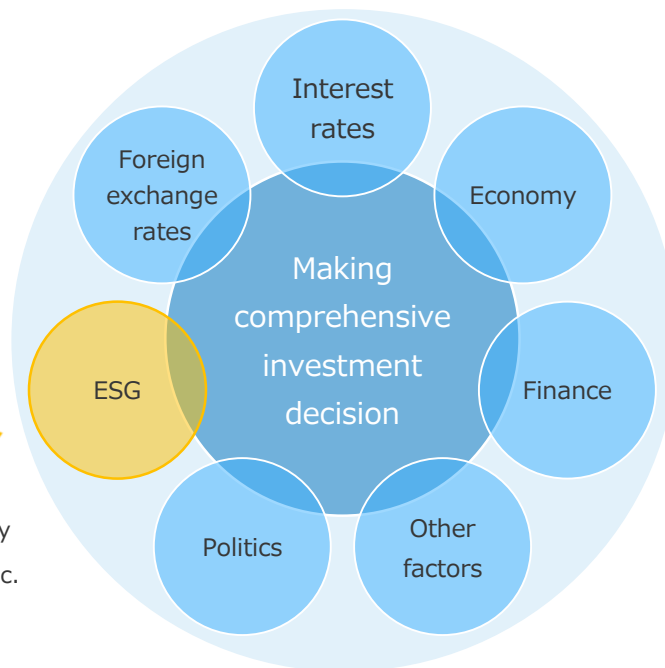 Interest
rates
Foreign
exchange
rates
Economy
Making
comprehensive
investment
decision
ESG
Finance
Politics
Other
factors